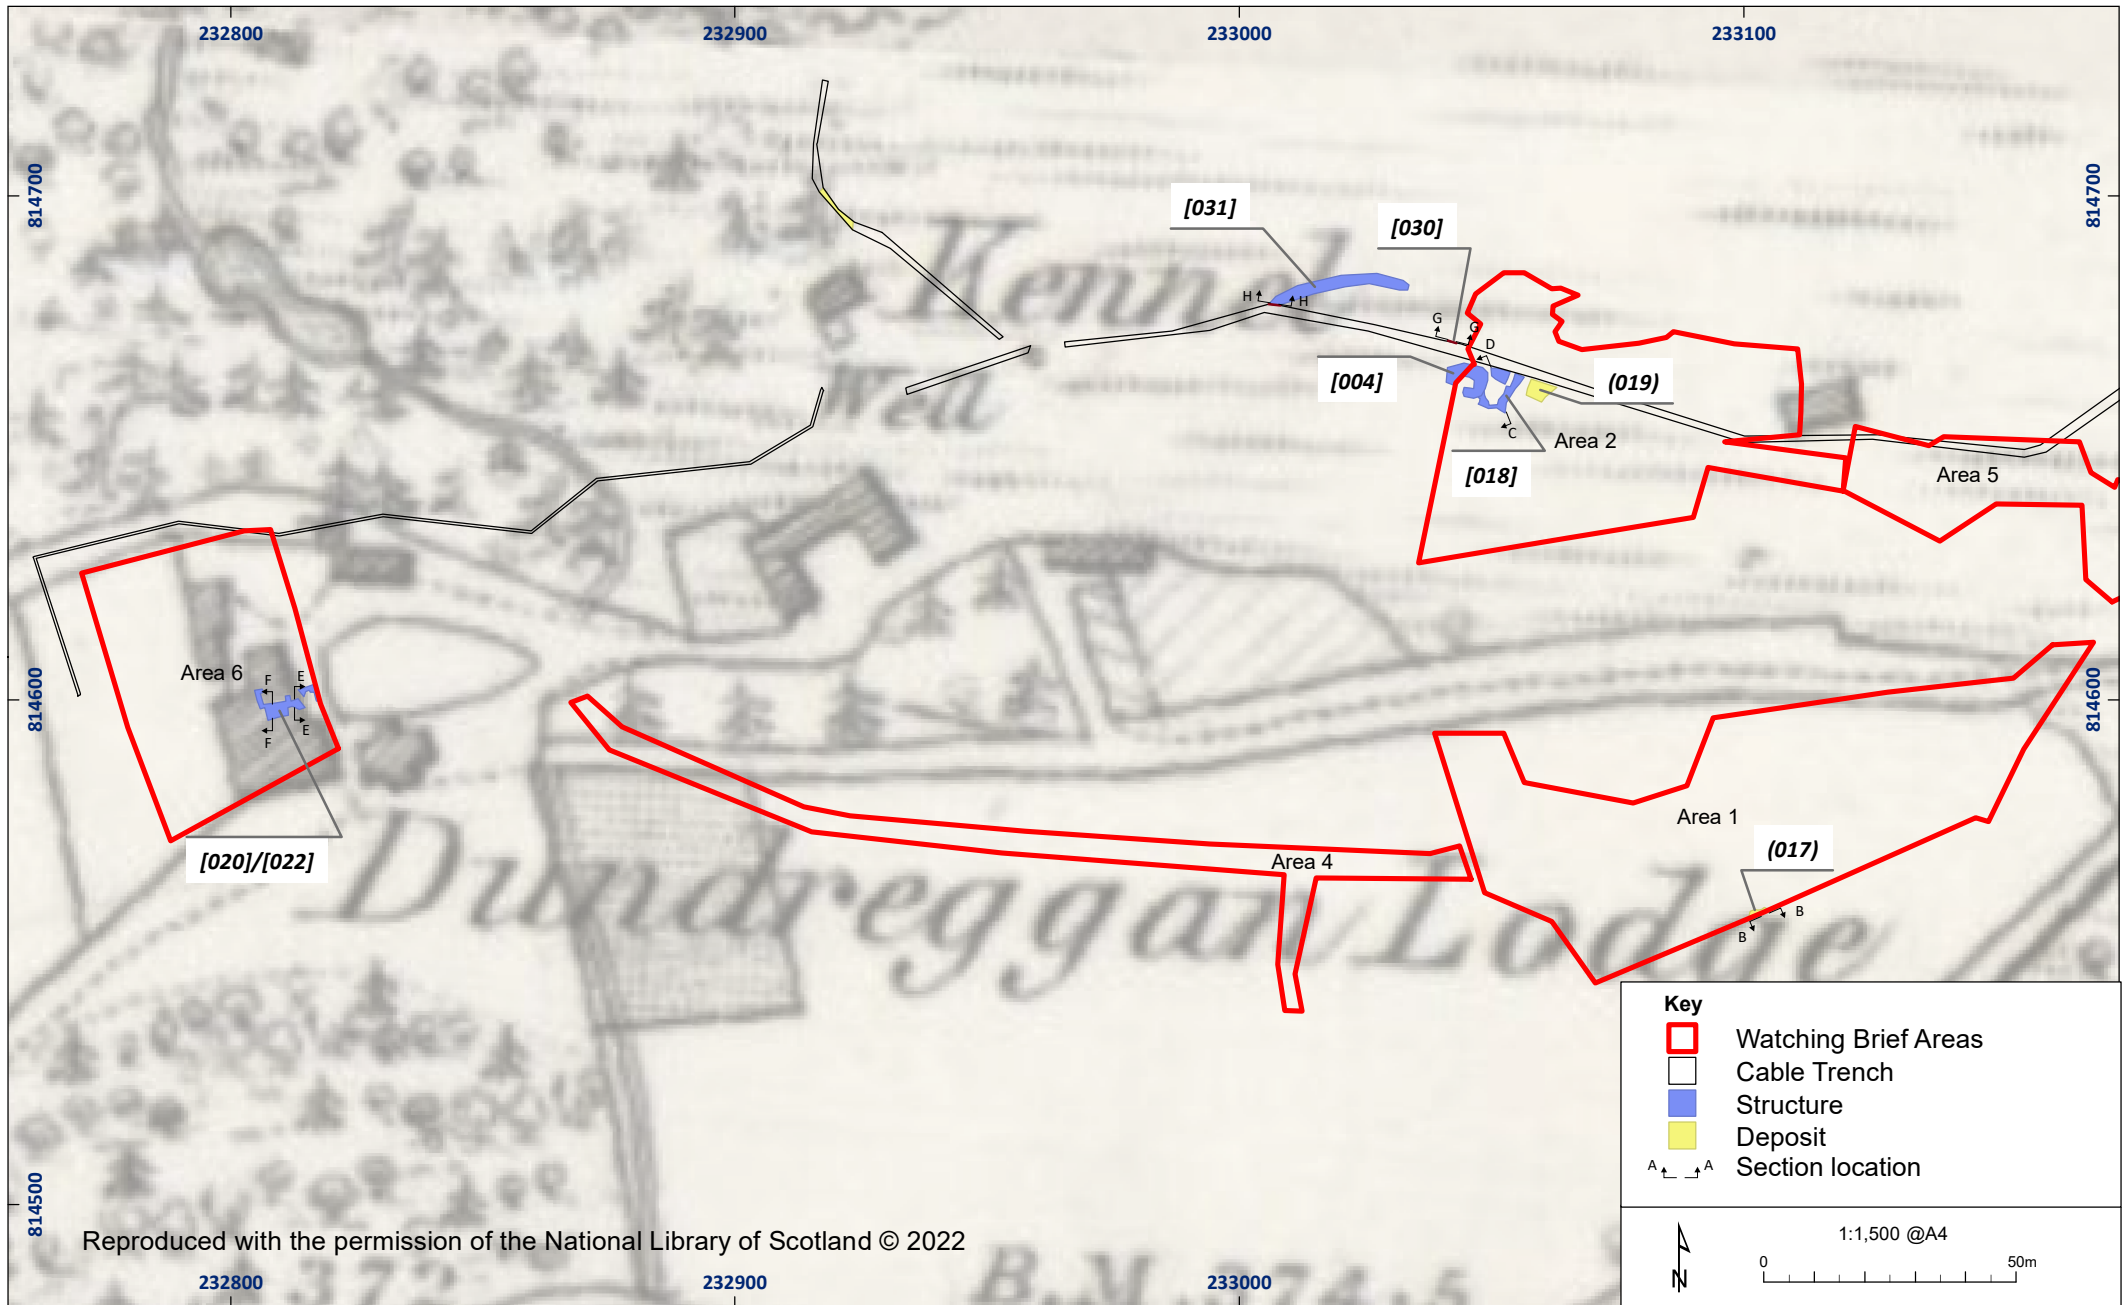 232800 232900 233000 233100
814700 814700
[031]
[030]
Kennel
H H
G G
D
[004]
(019)
Well
C
Area 2
[018]
Area 5
Area 6
F E
F E
814600 814600
Area 1
(017)
Area 4
[020]/[022]
Dundreggan Lodge
B
B
Key
Watching Brief Areas
Cable Trench
Structure
Deposit
A A Section location
814500
Reproduced with the permission of the National Library of Scotland © 2022
1:1,500 @A4
N
0 50m
232800 232900 233000
372
B.M. 74.5